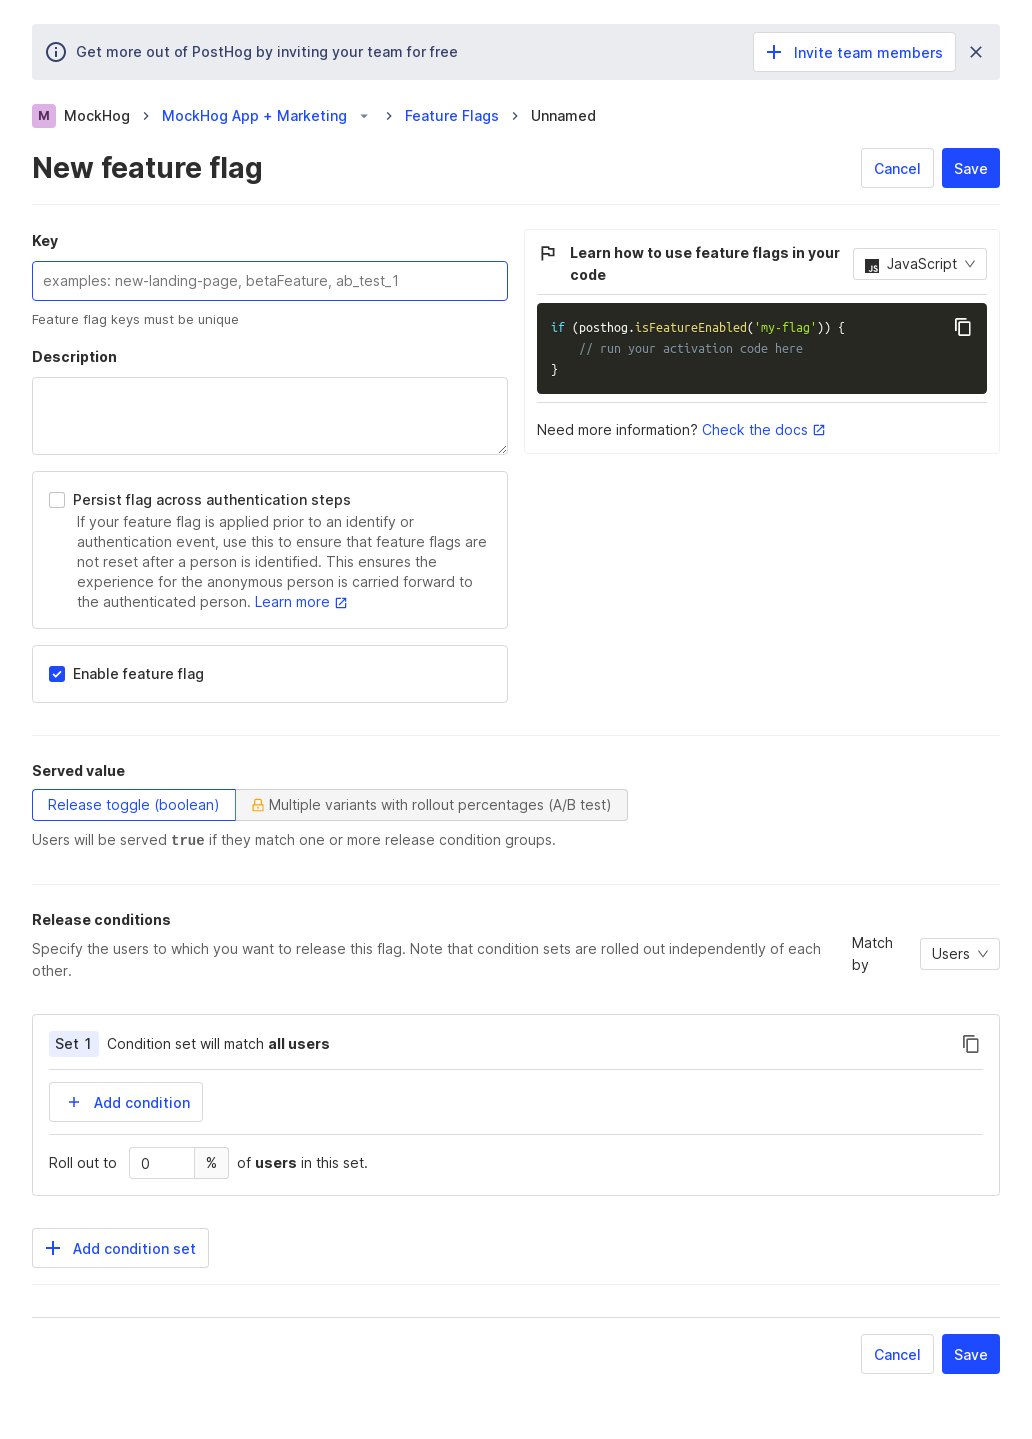 Get more out of PostHog by inviting your team for free
Invite team members
M MockHog > MockHog App + Marketing > Feature Flags > Unnamed
New feature flag
Cancel
Save
Key
examples: new-landing-page, betaFeature, ab_test_1
Feature flag keys must be unique
Description
Persist flag across authentication steps
If your feature flag is applied prior to an identify or
authentication event, use this to ensure that feature flags are
not reset after a person is identified. This ensures the
experience for the anonymous person is carried forward to
the authenticated person. Learn more
Enable feature flag
Learn how to use feature flags in your
code
JS JavaScript
if (posthog.isFeatureEnabled('my-flag')) {
// run your activation code here
}
Need more information? Check the docs
Served value
Release toggle (boolean)
Multiple variants with rollout percentages (A/B test)
Users will be served true if they match one or more release condition groups.
Release conditions
Specify the users to which you want to release this flag. Note that condition sets are rolled out independently of each
other.
Match
by
Users
Set 1 Condition set will match all users
Add condition
Roll out to 0 % of users in this set.
Add condition set
Cancel
Save